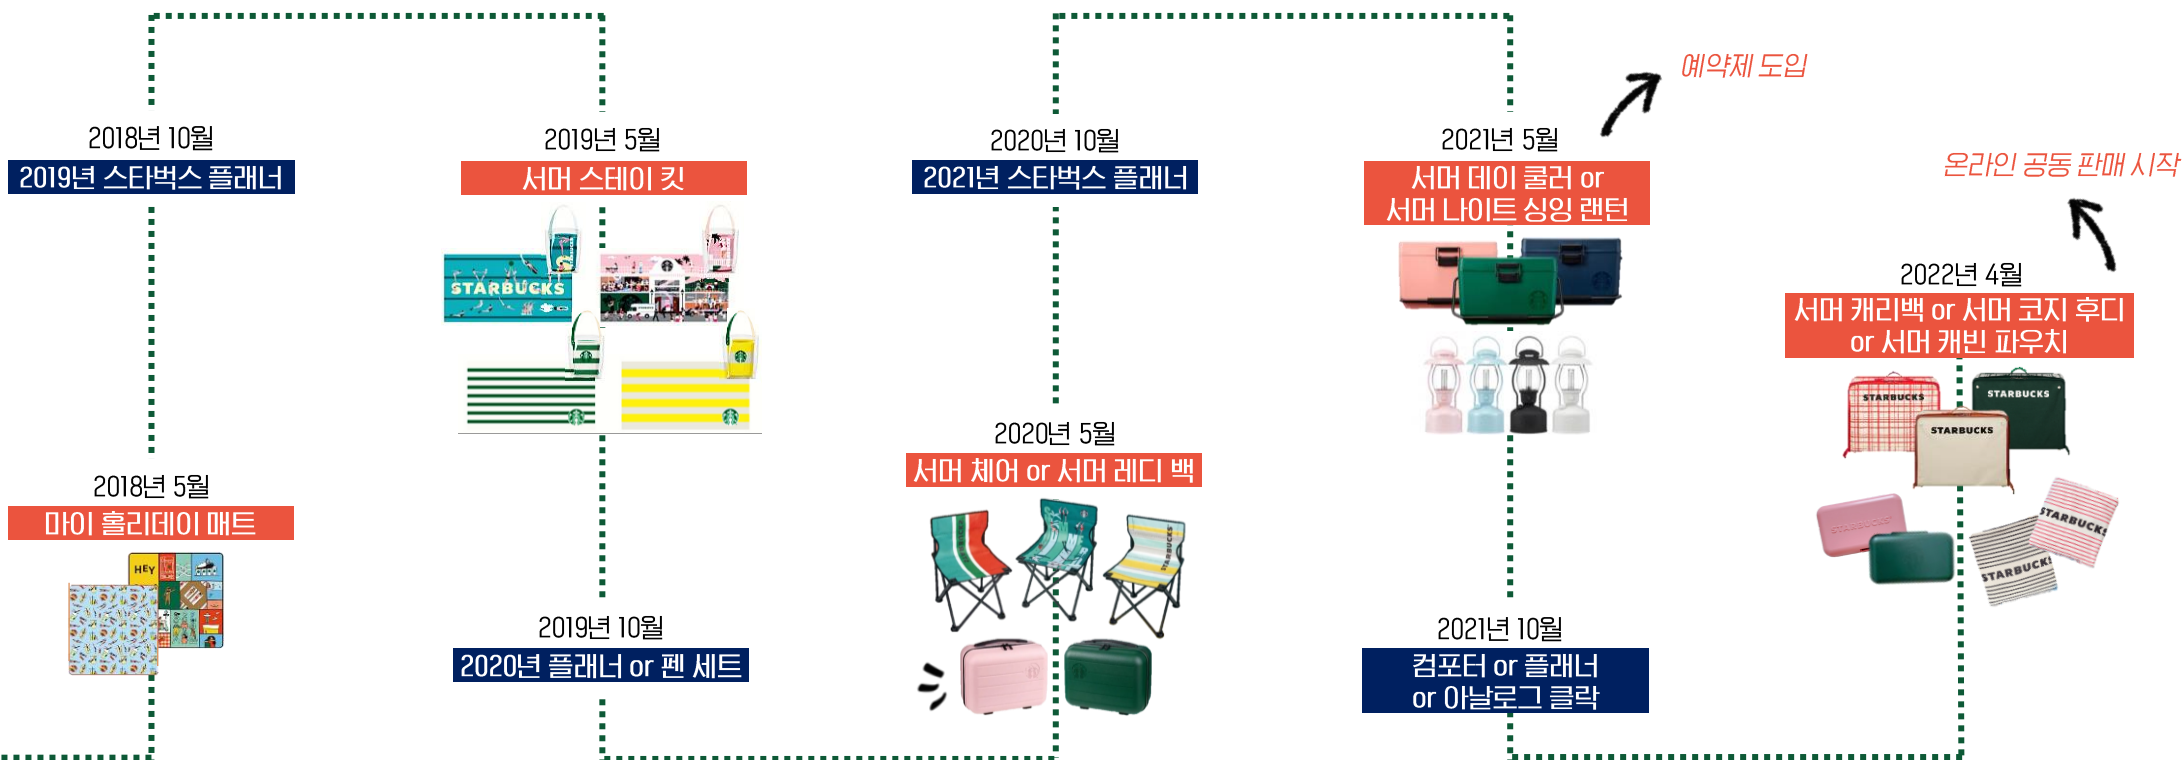 2018년 10월
2019년 스타벅스 플래너
2018년 5월
마이 홀리데이 매트
HEY
2019년 5월
서머 스테이 킷
STARBUCKS
2019년 10월
2020년 플래너 or 펜 세트
2020년 10월
2021년 스타벅스 플래너
2020년 5월
서머 체어 or 서머 레디 백
STARBUCKS
예약제 도입
2021년 5월
서머 데이 쿨러 or
서머 나이트 싱잉 랜턴
2021년 10월
컴포터 or 플래너
or 아날로그 클락
온라인 공동 판매 시작
2022년 4월
서머 캐리백 or 서머 코지 후디
or 서머 캐빈 파우치
STARBUCKS
STARBUCKS
STARBUCKS
STARBUCKS
STARBUCKS
STARBUCKS